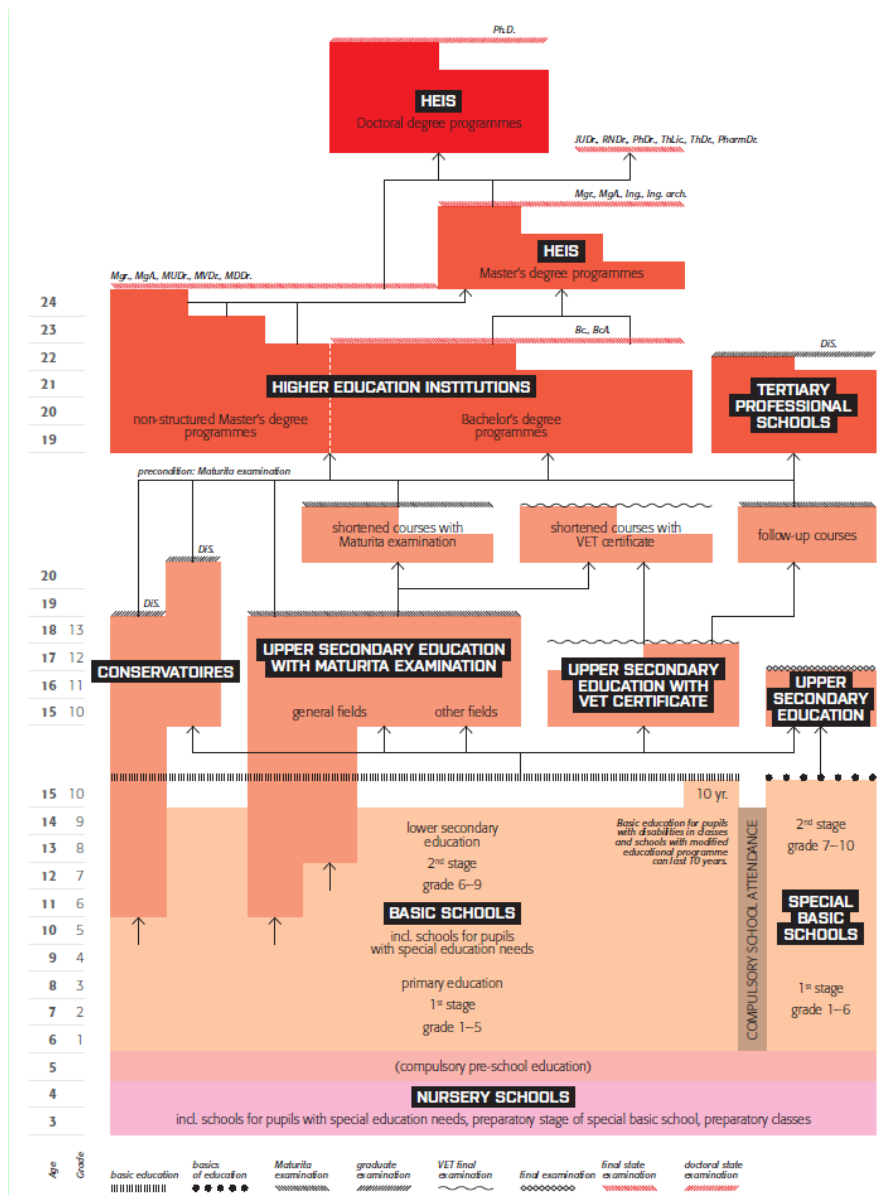 Ph.D.
HEIS
Doctoral degree programmes
JUDr., RNDr., PhDr., ThLic., ThDr., PharmDr.
Mgr., MgA., Ing., Ing. arch.
HEIS
Master's degree programmes
Mgr., MgA., MUDr., MVDr., MDDr.
24
23
Bc., BcA.
22
DiS.
21
HIGHER EDUCATION INSTITUTIONS
TERTIARY
PROFESSIONAL
SCHOOLS
20
non-structured Master's degree
programmes
Bachelor's degree
programmes
19
precondition: Maturita examination
shortened courses with
Maturita examination
shortened courses with
VET certificate
follow-up courses
DiS.
20
19
DiS.
18 13
17 12
16 11
15 10
CONSERVATOIRES
UPPER SECONDARY EDUCATION
WITH MATURITA EXAMINATION
general fields
other fields
UPPER SECONDARY
EDUCATION WITH
VET CERTIFICATE
UPPER
SECONDARY
EDUCATION
15 10
10 yr.
14 9
13 8
12 7
11 6
10 5
9 4
8 3
7 2
6 1
lower secondary
education
2nd stage
grade 6–9
Basic education for pupils
with disabilities in classes
and schools with modified
educational programme
can last 10 years.
COMPULSORY SCHOOL ATTENDANCE
2nd stage
grade 7–10
BASIC SCHOOLS
incl. schools for pupils
with special education needs
SPECIAL
BASIC
SCHOOLS
primary education
1st stage
grade 1–5
1st stage
grade 1–6
5
(compulsory pre-school education)
4
NURSERY SCHOOLS
3
incl. schools for pupils with special education needs, preparatory stage of special basic school, preparatory classes
Age
Grade
basic education
basics
of education
Maturita
examination
graduate
examination
VET final
examination
final examination
final state
examination
doctoral state
examination